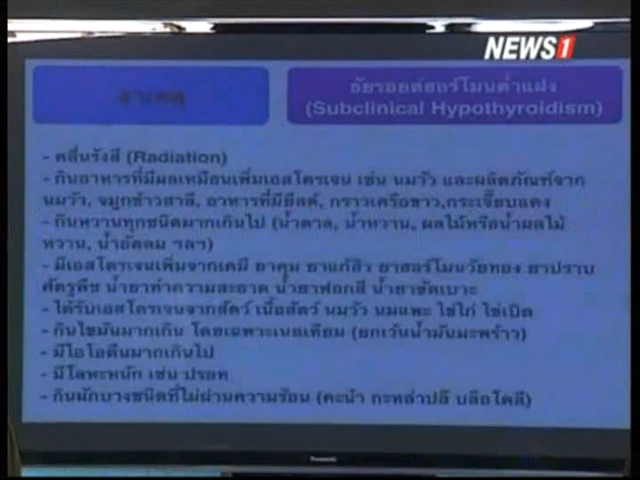 NEWS1
สาเหตุ
ธัยรอยด์ฮอร์โมนต่ำแฝง
(Subclinical Hypothyroidism)
- คลื่นรังสี (Radiation)
- กินอาหารที่มีผลเหมือนเพิ่มเอสโตรเจน เช่น นมวัว และผลิตภัณฑ์จาก
นมวัว, จมูกข้าวสาลี, อาหารที่มียีสต์, กราวเครือขาว,กระเจี๊ยบแดง
- กินหวานทุกชนิดมากเกินไป (น้ำตาล, น้ำหวาน, ผลไม้หรือน้ำผลไม้
หวาน, น้ำอัดลม ฯลฯ)
- มีเอสโตรเจนเพิ่มจากเคมี ยาคุม ยาแก้สิว ยาฮอร์โมนวัยทอง ยาปราบ
ศัตรูพืช น้ำยาทำความสะอาด น้ำยาฟอกสี น้ำยาขัดเบาะ
- ได้รับเอสโตรเจนจากสัตว์ เนื้อสัตว์ นมวัว นมแพะ ไข่ไก่ ไข่เป็ด
- กินไขมันมากเกิน โดยเฉพาะเนยเทียม (ยกเว้นน้ำมันมะพร้าว)
- มีไอโอดีนมากเกินไป
- มีโลหะหนัก เช่น ปรอท
- กินผักบางชนิดที่ไม่ผ่านความร้อน (คะน้า กะหล่ำปลี บล็อโคลี่)
Panasonic